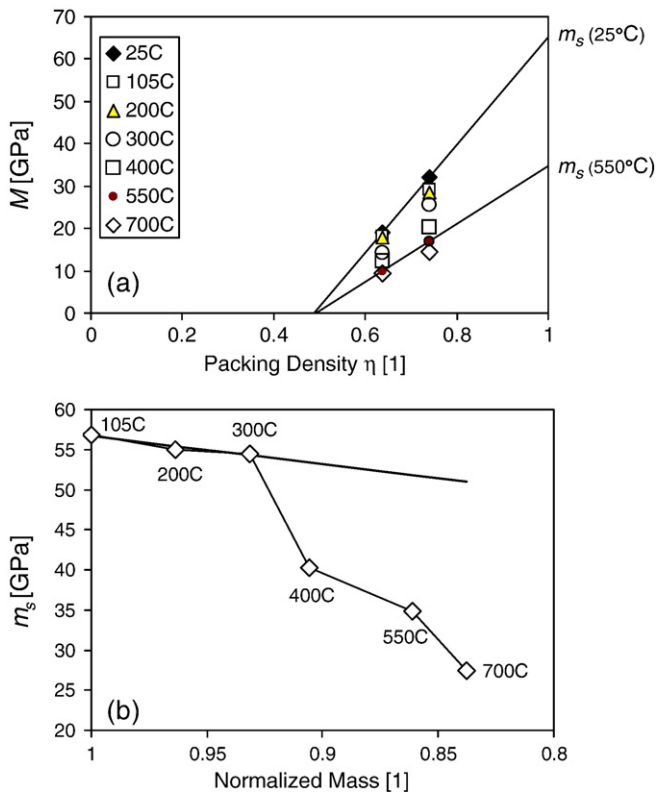 70
60
50
40
30
20
10
0
M [GPa]
25C
105C
200C
300C
400C
550C
700C
(a)
mₛ (25°C)
mₛ (550°C)
0 0.2 0.4 0.6 0.8 1
Packing Density η [1]
60
55
50
45
40
35
30
25
20
mₛ [GPa]
105C
200C
300C
400C
550C
700C
(b)
1 0.95 0.9 0.85 0.8
Normalized Mass [1]